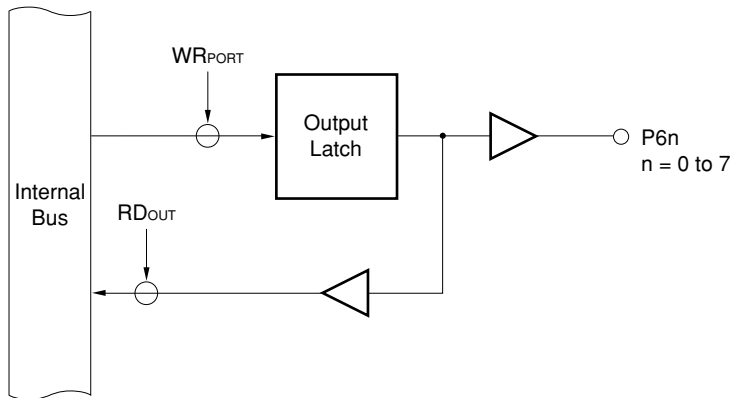 WRPORT
Output
Latch
P6n
n = 0 to 7
Internal
Bus
RDOUT